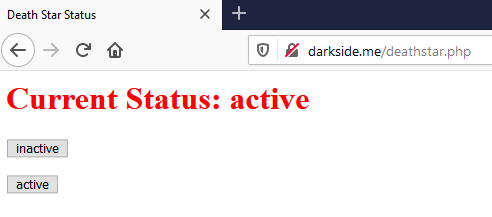 Death Star Status
darkside.me/deathstar.php
Current Status: active
inactive
active